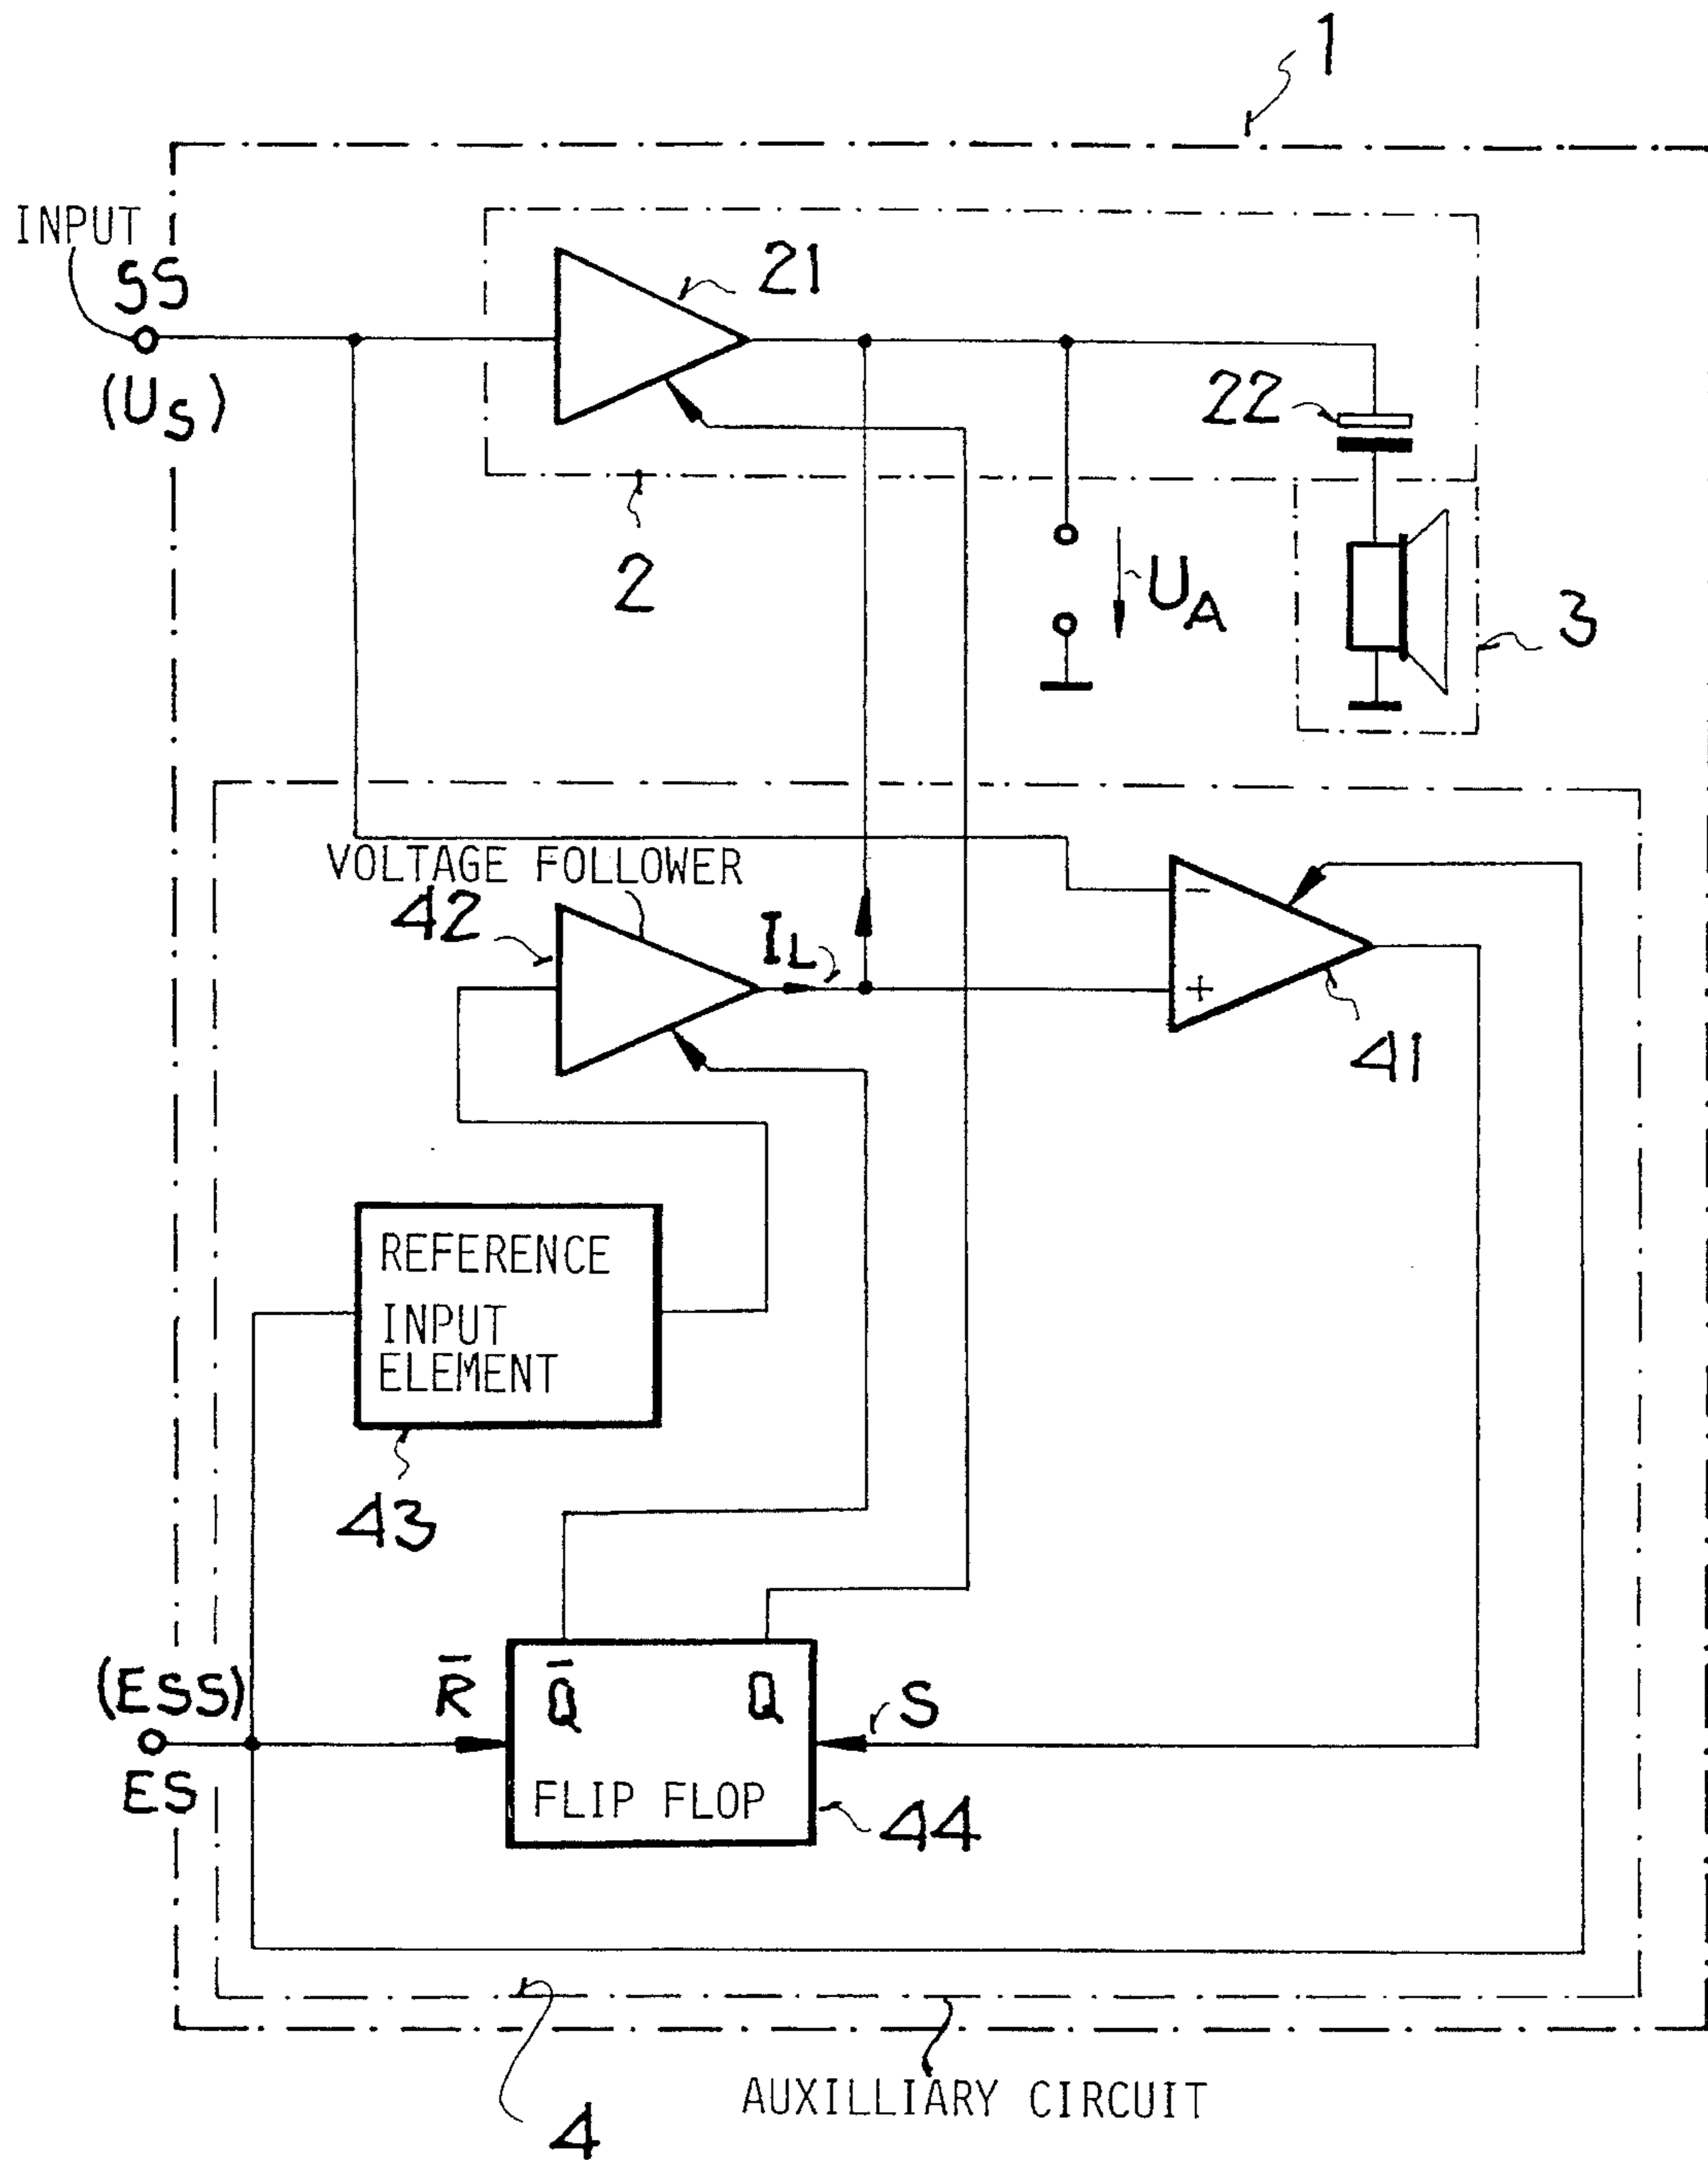 1
INPUT
SS
(US)
21
22
2
UA
3
VOLTAGE FOLLOWER
42
IL
-
+
41
REFERENCE
INPUT
ELEMENT
43
(ESS)
ES
R̅
Q̅
Q
S
FLIP FLOP
44
4
AUXILLIARY CIRCUIT